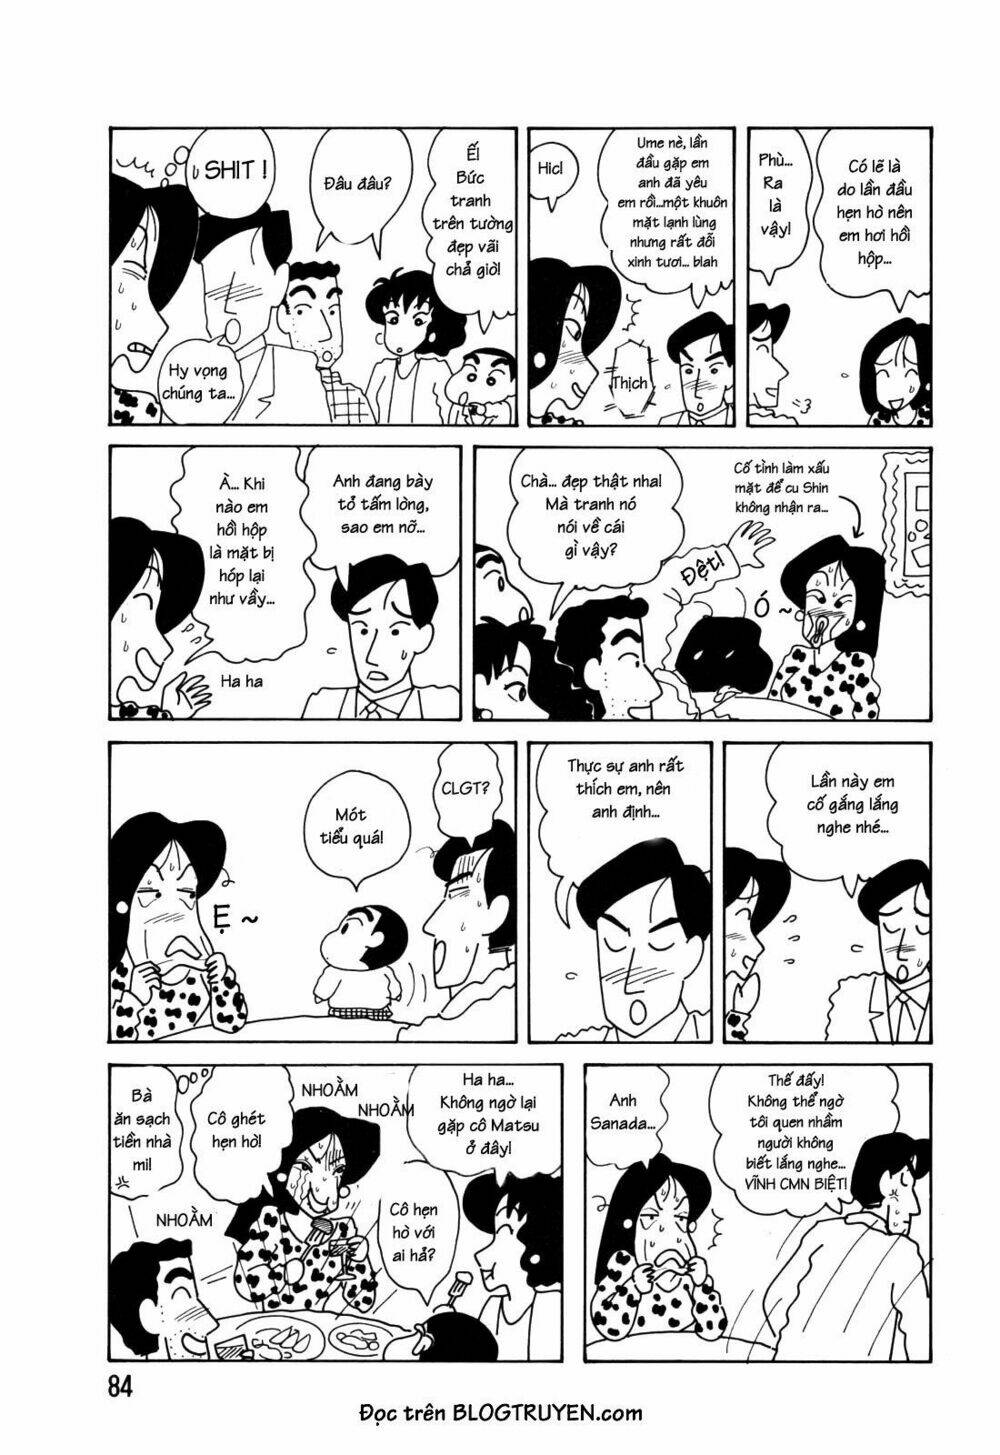 Có lẽ là
do lần đầu
hẹn hò nên
em hơi hồi
hộp...
Phù...
Ra
là
vậy!
Ume nè, lần
đầu gặp em
anh đã yêu
em rồi...một khuôn
mặt lạnh lùng
nhưng rất đỗi
xinh tươi... blah
Hic!
Thịch
Ế!
Bức
tranh
trên tường
đẹp vãi
chả giò!
Đâu đâu?
SHIT !
Hy vọng
chúng ta...
Cố tình làm xấu
mặt để cu Shin
không nhận ra...
Chà... đẹp thật nha!
Mà tranh nó
nói về cái
gì vậy?
Đệt!
Ó ~
Anh đang bày
tỏ tấm lòng,
sao em nỡ...
À... Khi
nào em
hồi hộp
là mặt bị
hóp lại
như vầy...
Ha ha
Lần này em
cố gắng lắng
nghe nhé...
Thực sự anh rất
thích em, nên
anh định...
CLGT?
Mót
tiểu quá!
Ẹ ~
Thế đấy!
Không thể ngờ
tôi quen nhầm
người không
biết lắng nghe...
VĨNH CMN BIỆT!
Anh
Sanada...
Ha ha...
Không ngờ lại
gặp cô Matsu
ở đây!
NHOẰM
NHOẰM
Cô hẹn
hò với
ai hả?
Cô ghét
hẹn hò!
Bà
ăn sạch
tiền nhà
mi!
NHOẰM
84
Đọc trên BLOGTRUYEN.com